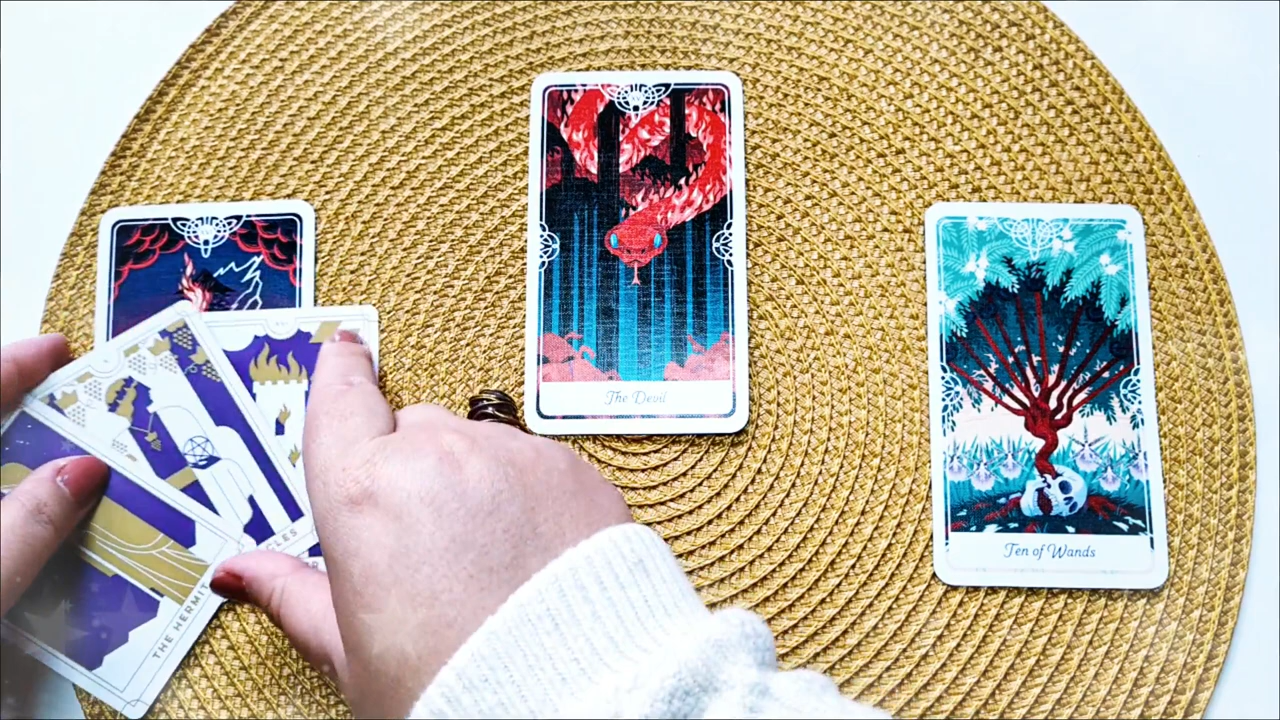 The Devil
Ten of Wands
THE HERMIT